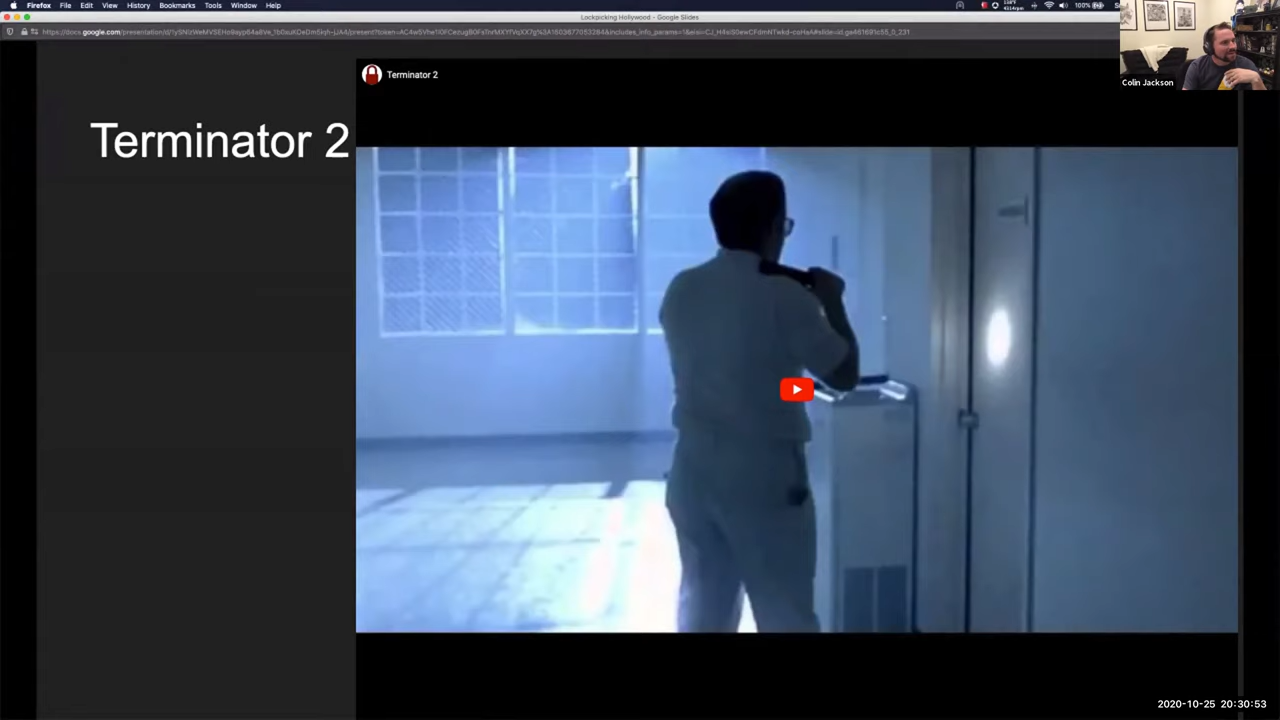 Firefox File Edit View History Bookmarks Tools Window Help
100%
Lockpicking Hollywood - Google Slides
Colin Jackson
Terminator 2
Terminator 2
2020-10-25 20:30:53